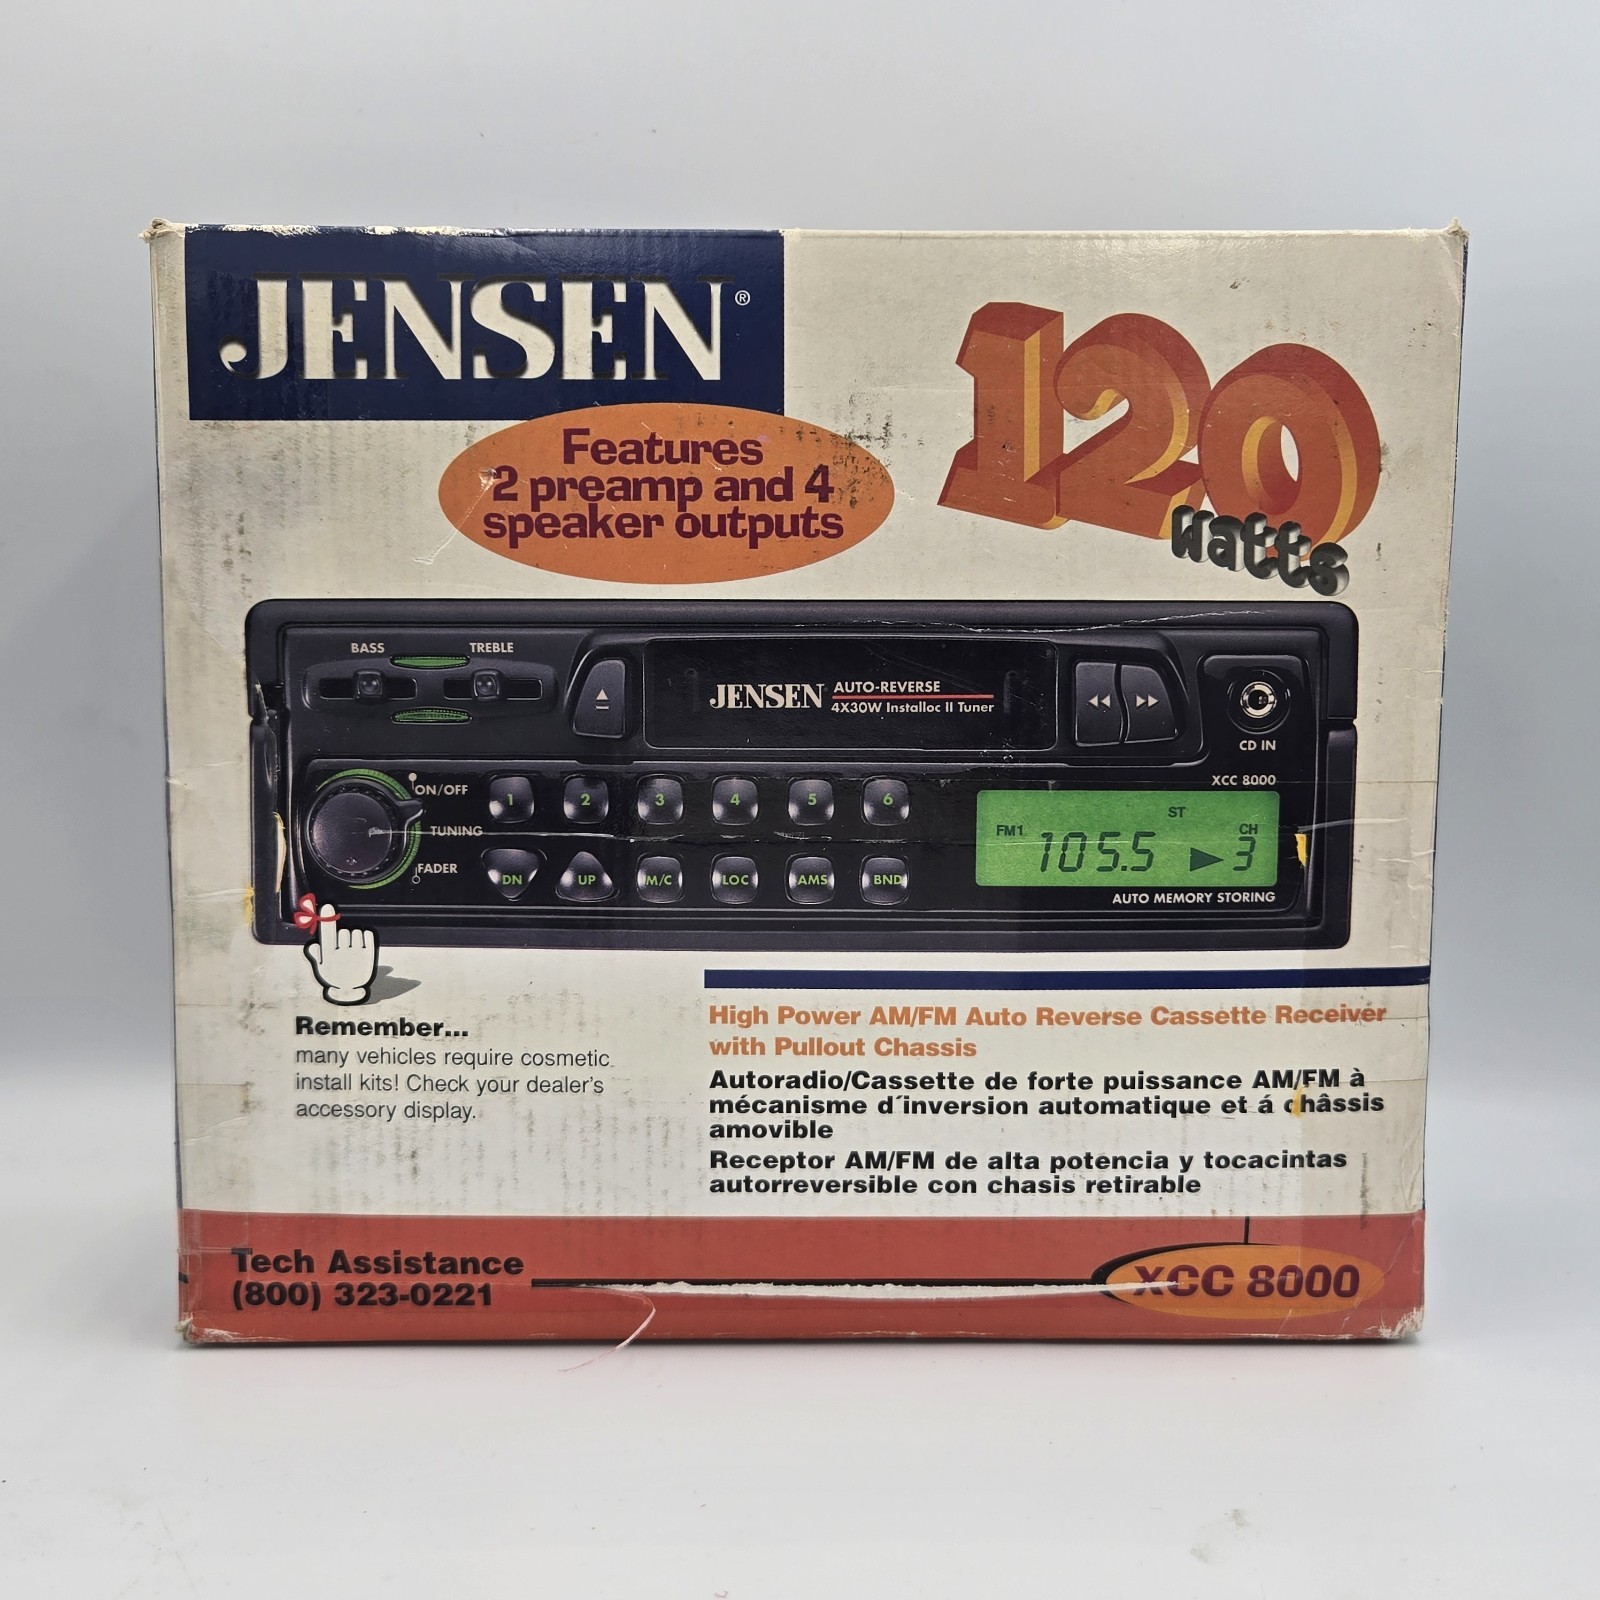 JENSEN®
120
Watts
Features
2 preamp and 4
speaker outputs
BASS TREBLE
JENSEN AUTO-REVERSE
4X30W Installoc II Tuner
CD IN
XCC 8000
ON/OFF
TUNING
FADER
1 2 3 4 5 6
DN UP M/C LOC AMS BND
ST
FM1 105.5 CH 3
AUTO MEMORY STORING
Remember...
many vehicles require cosmetic
install kits! Check your dealer's
accessory display.
High Power AM/FM Auto Reverse Cassette Receiver
with Pullout Chassis
Autoradio/Cassette de forte puissance AM/FM à
mécanisme d´inversion automatique et á châssis
amovible
Receptor AM/FM de alta potencia y tocacintas
autorreversible con chasis retirable
Tech Assistance
(800) 323-0221
XCC 8000